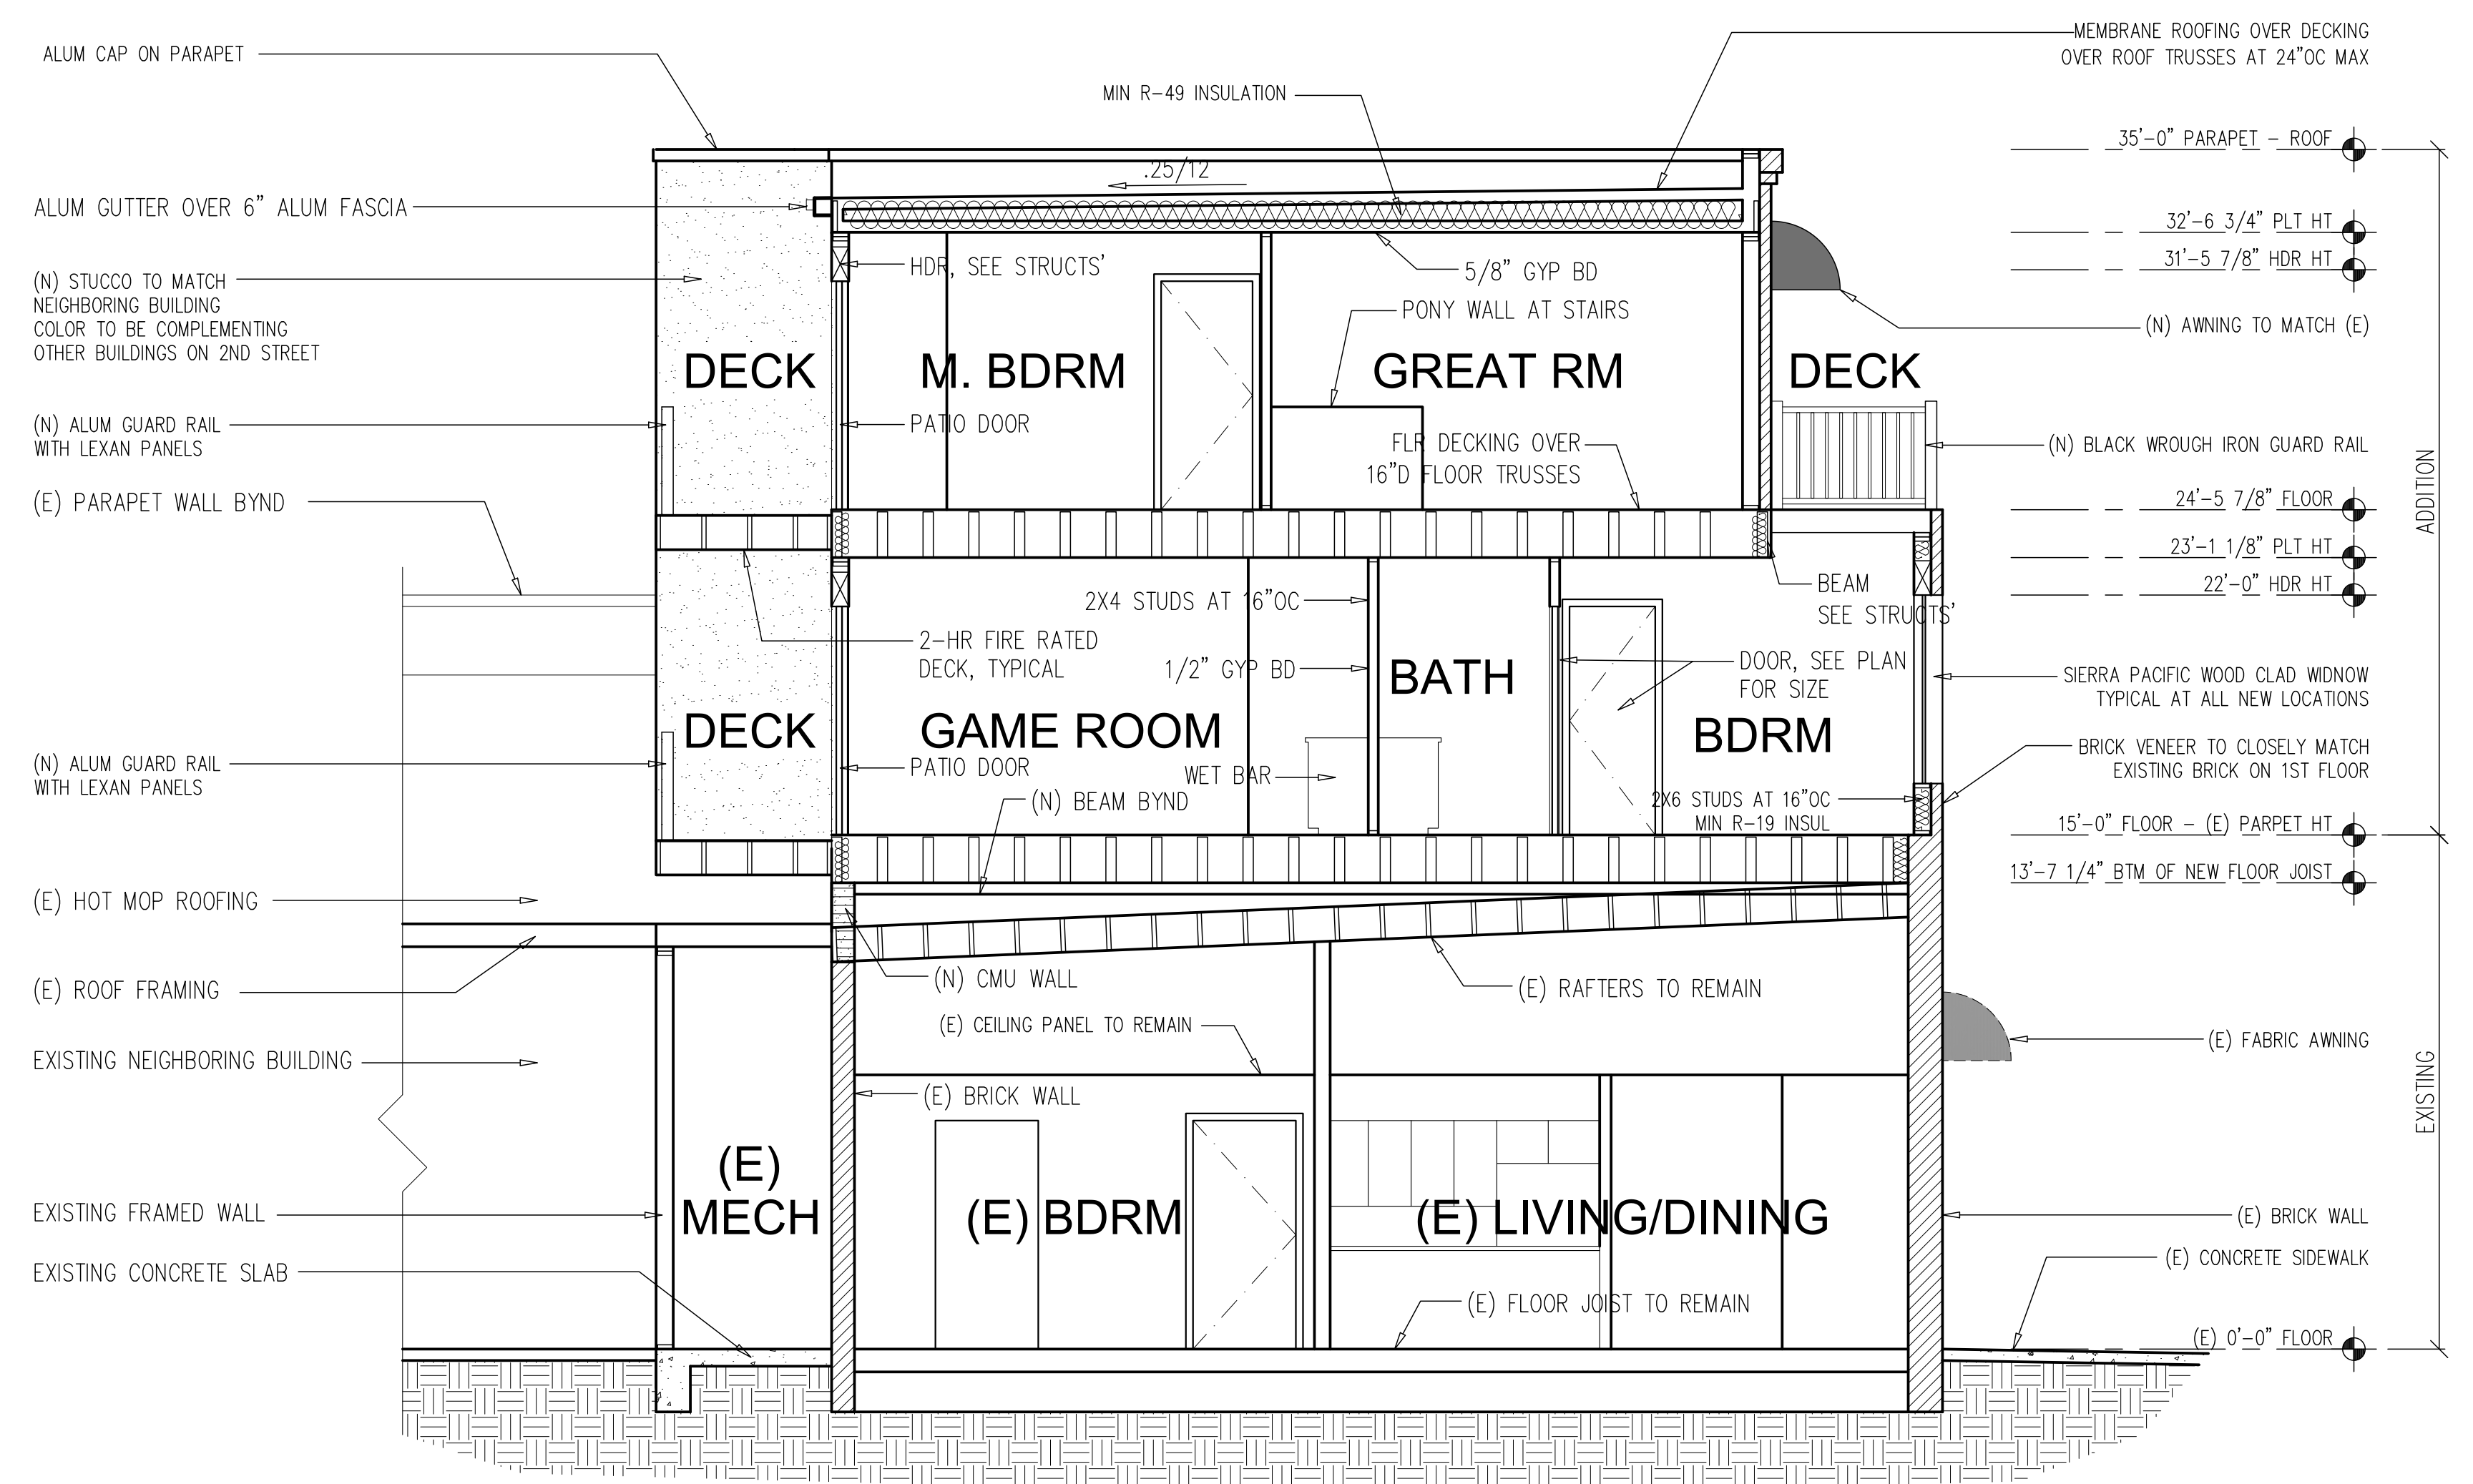 ALUM CAP ON PARAPET
ALUM GUTTER OVER 6" ALUM FASCIA
(N) STUCCO TO MATCH
NEIGHBORING BUILDING
COLOR TO BE COMPLEMENTING
OTHER BUILDINGS ON 2ND STREET
(N) ALUM GUARD RAIL
WITH LEXAN PANELS
(E) PARAPET WALL BYND
(N) ALUM GUARD RAIL
WITH LEXAN PANELS
(E) HOT MOP ROOFING
(E) ROOF FRAMING
EXISTING NEIGHBORING BUILDING
EXISTING FRAMED WALL
EXISTING CONCRETE SLAB
MIN R-49 INSULATION
.25/12
HDR, SEE STRUCTS'
5/8" GYP BD
PONY WALL AT STAIRS
DECK
M. BDRM
GREAT RM
DECK
PATIO DOOR
FLR DECKING OVER
16"D FLOOR TRUSSES
2X4 STUDS AT 16"OC
BEAM
SEE STRUCTS'
2-HR FIRE RATED
DECK, TYPICAL
1/2" GYP BD
BATH
DOOR, SEE PLAN
FOR SIZE
DECK
GAME ROOM
BDRM
PATIO DOOR
WET BAR
(N) BEAM BYND
2X6 STUDS AT 16"OC
MIN R-19 INSUL
(N) CMU WALL
(E) RAFTERS TO REMAIN
(E) CEILING PANEL TO REMAIN
(E) BRICK WALL
(E)
MECH
(E) BDRM
(E) LIVING/DINING
(E) FLOOR JOIST TO REMAIN
MEMBRANE ROOFING OVER DECKING
OVER ROOF TRUSSES AT 24"OC MAX
35'-0" PARAPET - ROOF
32'-6 3/4" PLT HT
31'-5 7/8" HDR HT
(N) AWNING TO MATCH (E)
(N) BLACK WROUGH IRON GUARD RAIL
24'-5 7/8" FLOOR
23'-1 1/8" PLT HT
22'-0" HDR HT
SIERRA PACIFIC WOOD CLAD WIDNOW
TYPICAL AT ALL NEW LOCATIONS
BRICK VENEER TO CLOSELY MATCH
EXISTING BRICK ON 1ST FLOOR
15'-0" FLOOR - (E) PARPET HT
13'-7 1/4" BTM OF NEW FLOOR JOIST
(E) FABRIC AWNING
(E) BRICK WALL
(E) CONCRETE SIDEWALK
(E) 0'-0" FLOOR
ADDITION
EXISTING